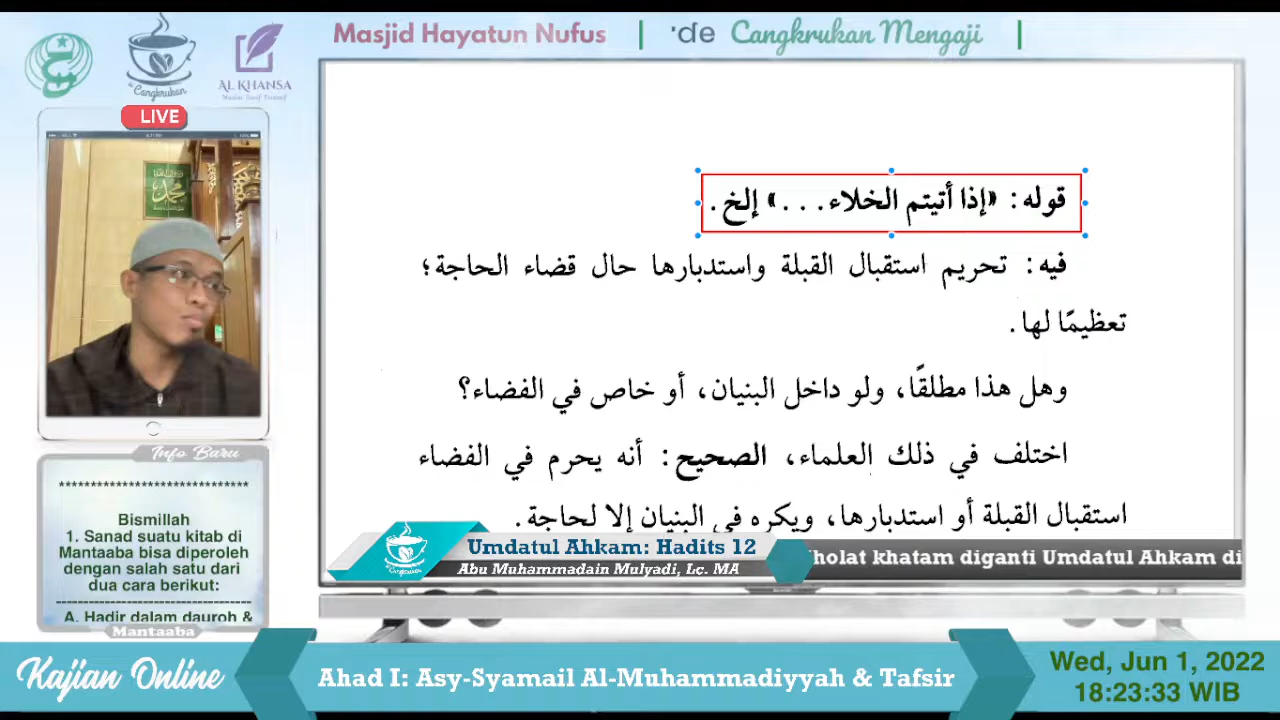 Masjid Hayatun Nufus | 'de Cangkrukan Mengaji |
de Cangkrukan
AL KHANSA
LIVE
محمد
قوله: «إذا أتيتم الخلاء...» إلخ.
فيه: تحريم استقبال القبلة واستدبارها حال قضاء الحاجة؛
تعظيمًا لها.
وهل هذا مطلقًا، ولو داخل البنيان، أو خاص في الفضاء؟
اختلف في ذلك العلماء، الصحيح: أنه يحرم في الفضاء
استقبال القبلة أو استدبارها، ويكره في البنيان إلا لحاجة.
Info Baru
*******************************
Bismillah
1. Sanad suatu kitab di
Mantaaba bisa diperoleh
dengan salah satu dari
dua cara berikut:
-----------------------------------
A. Hadir dalam dauroh &
Mantaaba
Umdatul Ahkam: Hadits 12
Abu Muhammadain Mulyadi, Lc. MA
holat khatam diganti Umdatul Ahkam di
Kajian Online
Ahad I: Asy-Syamail Al-Muhammadiyyah & Tafsir
Wed, Jun 1, 2022
18:23:33 WIB